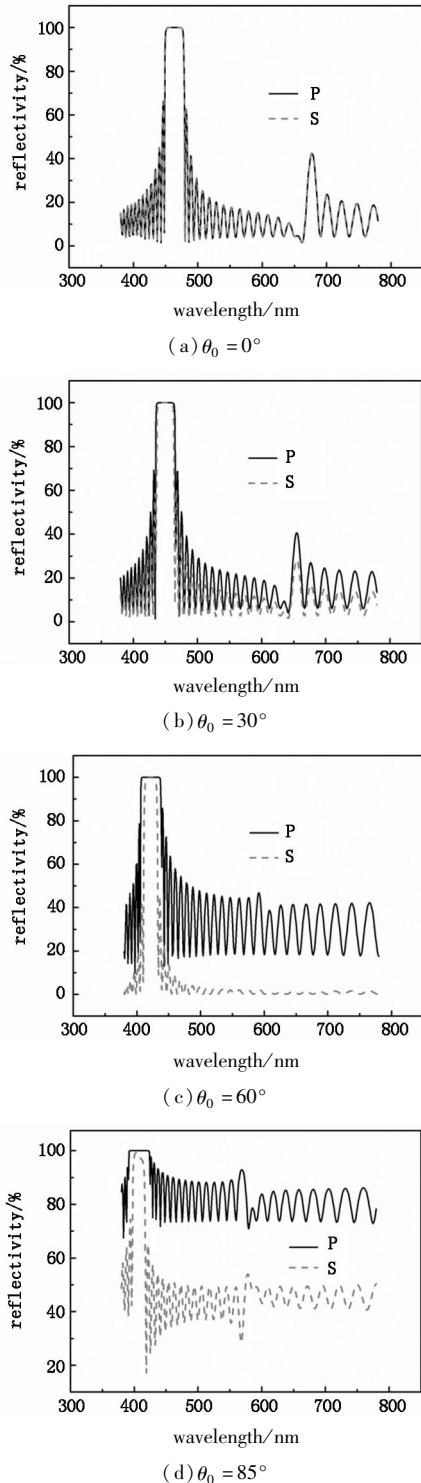 100
80
60
40
20
0
reflectivity/%
P
S
300 400 500 600 700 800
wavelength/nm
(a) θ₀ = 0°
100
80
60
40
20
0
reflectivity/%
P
S
300 400 500 600 700 800
wavelength/nm
(b) θ₀ = 30°
100
80
60
40
20
0
reflectivity/%
P
S
300 400 500 600 700 800
wavelength/nm
(c) θ₀ = 60°
100
80
60
40
20
reflectivity/%
P
S
300 400 500 600 700 800
wavelength/nm
(d) θ₀ = 85°